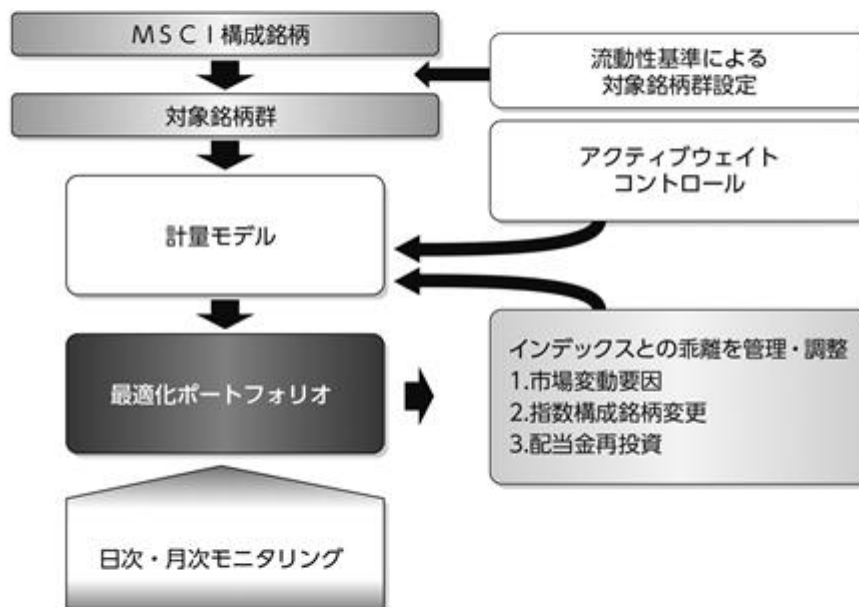 ＭＳＣＩ構成銘柄
流動性基準による
対象銘柄群設定
対象銘柄群
アクティブウェイト
コントロール
計量モデル
最適化ポートフォリオ
インデックスとの乖離を管理・調整
1.市場変動要因
2.指数構成銘柄変更
3.配当金再投資
日次・月次モニタリング